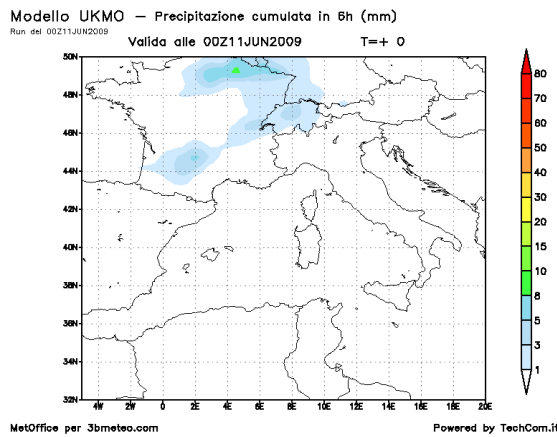 Modello UKMO – Precipitazione cumulata in 6h (mm)
Run del 00Z11JUN2009
Valida alle 00Z11JUN2009 T=+ 0
50N
48N
46N
44N
42N
40N
38N
36N
34N
32N
4W 2W 0 2E 4E 6E 8E 10E 12E 14E 16E 18E 20E
80
70
60
50
40
30
20
15
10
8
5
3
1
MetOffice per 3bmeteo.com Powered by TechCom.it